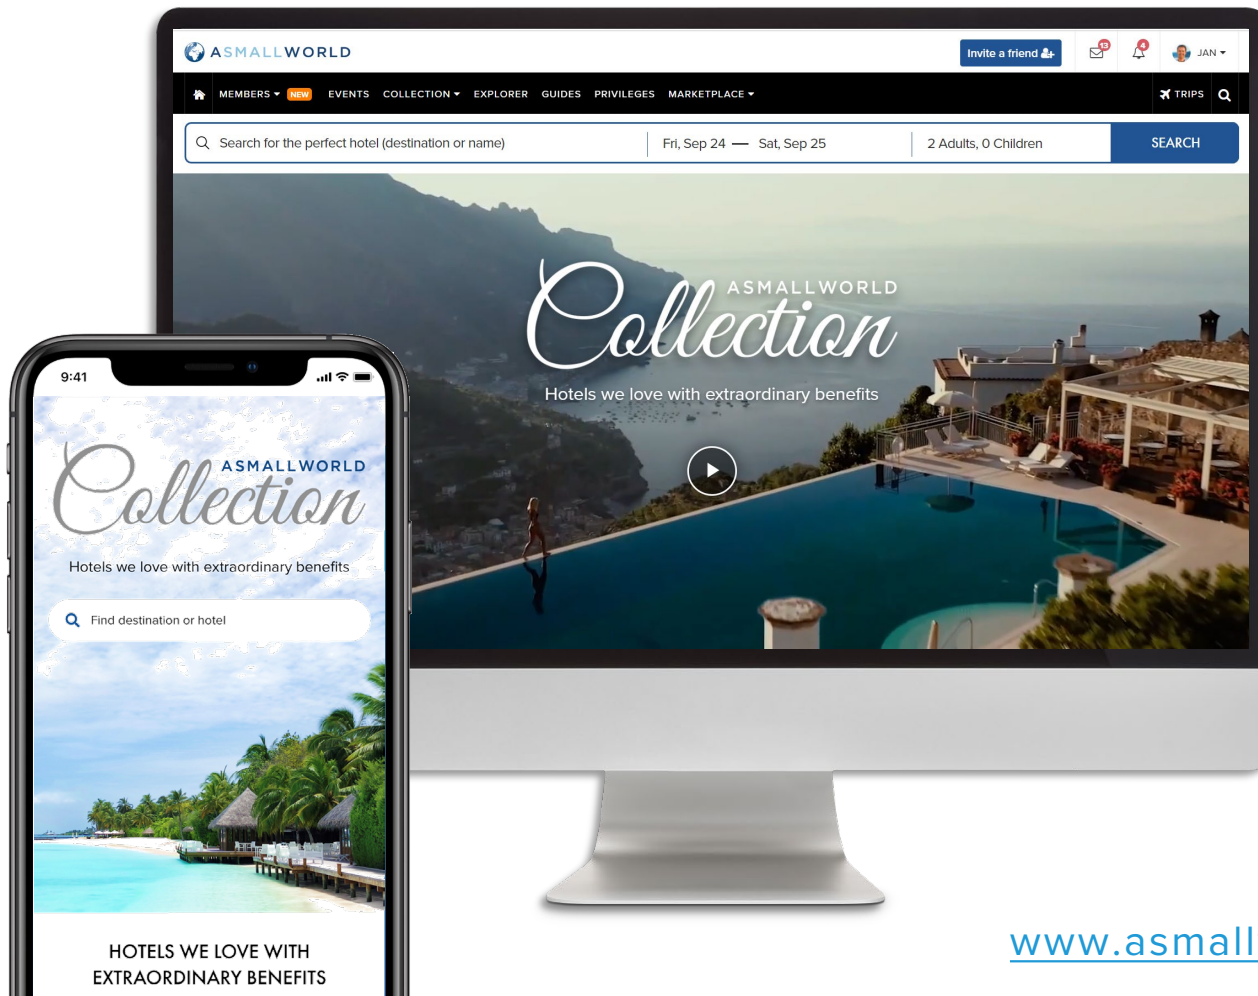 ASMALLWORLD
Invite a friend
13
4
JAN
MEMBERS NEW EVENTS COLLECTION EXPLORER GUIDES PRIVILEGES MARKETPLACE TRIPS
Search for the perfect hotel (destination or name) Fri, Sep 24 — Sat, Sep 25 2 Adults, 0 Children SEARCH
ASMALLWORLD
Collection
Hotels we love with extraordinary benefits
9:41
ASMALLWORLD
Collection
Hotels we love with extraordinary benefits
Find destination or hotel
HOTELS WE LOVE WITH
EXTRAORDINARY BENEFITS
www.asmall